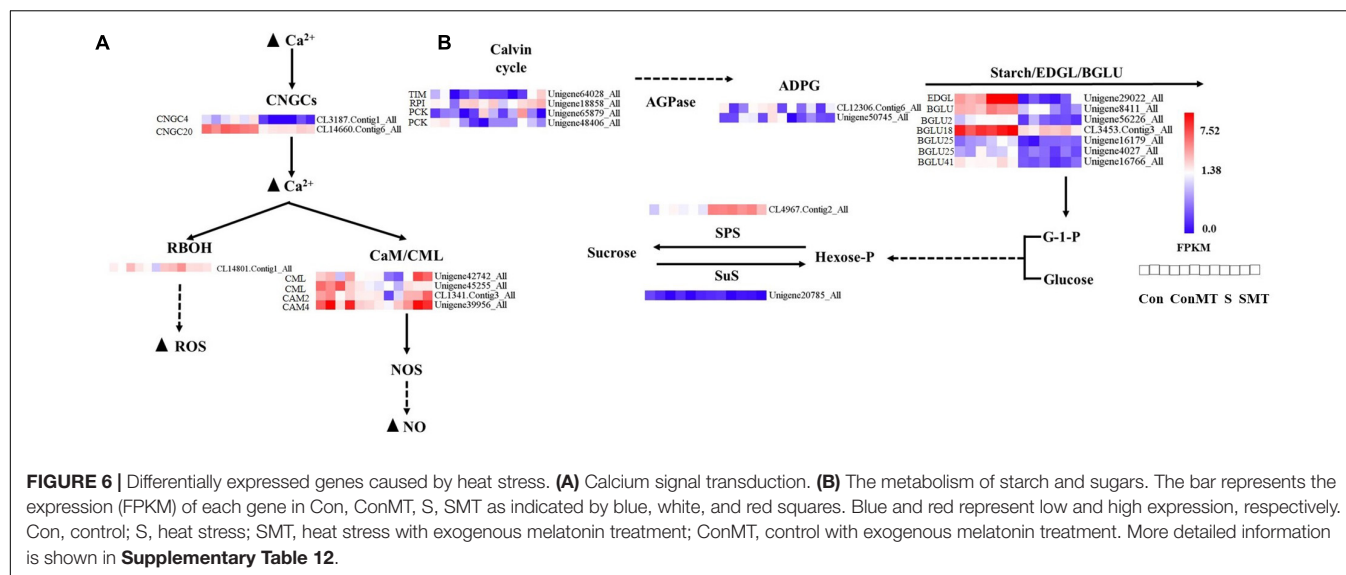 A
▲ Ca²⁺
CNGCs
CNGC4 CL3187.Contig1_All
CNGC20 CL14660.Contig6_All
▲ Ca²⁺
RBOH
CL14801.Contig1_All
▲ ROS
CaM/CML
CML Unigene42742_All
CML Unigene45255_All
CAM2 CL1341.Contig3_All
CAM4 Unigene39956_All
NOS
▲ NO
B
Calvin
cycle
TIM Unigene64028_All
RPI Unigene18858_All
PCK Unigene65879_All
PCK Unigene48406_All
AGPase
ADPG
CL12306.Contig6_All
Unigene50745_All
Starch/EDGL/BGLU
EDGL Unigene29022_All
BGLU Unigene8411_All
BGLU2 Unigene56226_All
BGLU18 CL3453.Contig3_All
BGLU25 Unigene16179_All
BGLU25 Unigene4027_All
BGLU41 Unigene16766_All
7.52
1.38
0.0
FPKM
CL4967.Contig2_All
SPS
Sucrose Hexose-P
SuS
Unigene20785_All
G-1-P
Glucose
Con ConMT S SMT
FIGURE 6 | Differentially expressed genes caused by heat stress. (A) Calcium signal transduction. (B) The metabolism of starch and sugars. The bar represents the
expression (FPKM) of each gene in Con, ConMT, S, SMT as indicated by blue, white, and red squares. Blue and red represent low and high expression, respectively.
Con, control; S, heat stress; SMT, heat stress with exogenous melatonin treatment; ConMT, control with exogenous melatonin treatment. More detailed information
is shown in Supplementary Table 12.